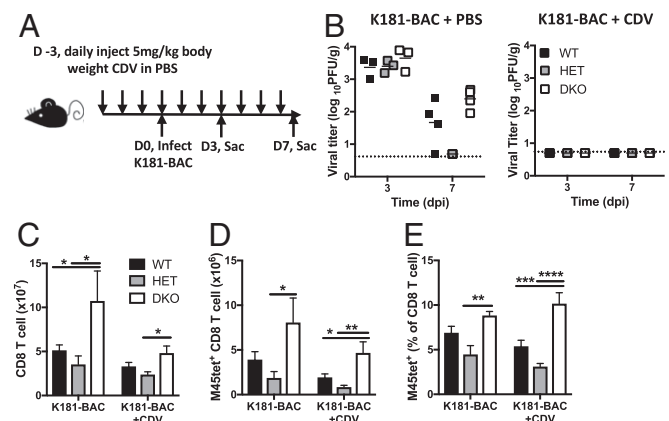 A
D -3, daily inject 5mg/kg body
weight CDV in PBS
D0, Infect
K181-BAC
D3, Sac
D7, Sac
B
K181-BAC + PBS
Viral titer (log 10PFU/g)
4
3
2
1
0
3
7
Time (dpi)
K181-BAC + CDV
Viral Titer (log 10PFU/g)
4
3
2
1
0
3
7
Time (dpi)
WT
HET
DKO
C
CD8 T cell (x10⁷)
15
10
5
0
*
*
*
WT
HET
DKO
K181-BAC
K181-BAC
+CDV
D
M45tet⁺ CD8 T cell (x10⁶)
15
10
5
0
*
*
**
K181-BAC
K181-BAC
+CDV
E
M45tet⁺ (% of CD8 T cell)
15
10
5
0
**
***
****
K181-BAC
K181-BAC
+CDV